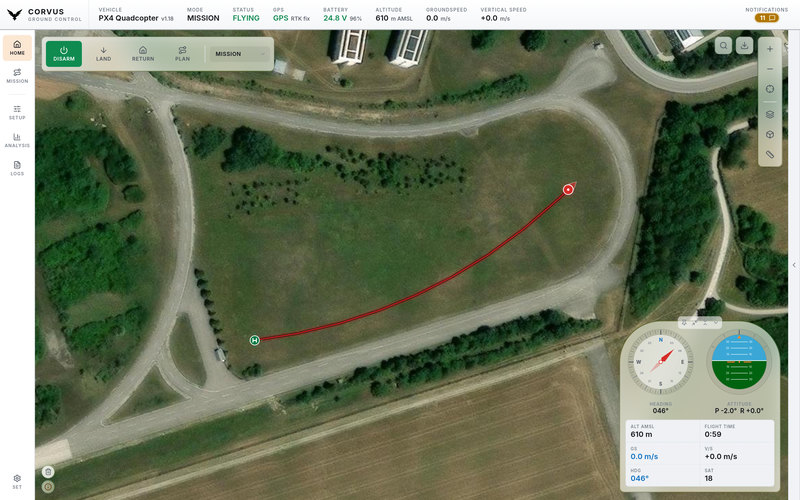 CORVUS
GROUND CONTROL
VEHICLE
PX4 Quadcopter v1.18
MODE
MISSION
STATUS
FLYING
GPS
GPS RTK fix
BATTERY
24.8 V 96%
ALTITUDE
610 m AMSL
GROUNDSPEED
0.0 m/s
VERTICAL SPEED
+0.0 m/s
NOTIFICATIONS
11
HOME
MISSION
SETUP
ANALYSIS
LOGS
SET
DISARM
LAND
RETURN
PLAN
MISSION
H
N
E
S
W
HEADING
046°
ATTITUDE
P -2.0° R +0.0°
ALT AMSL
610 m
FLIGHT TIME
0:59
GS
0.0 m/s
V/S
+0.0 m/s
HDG
046°
SAT
18